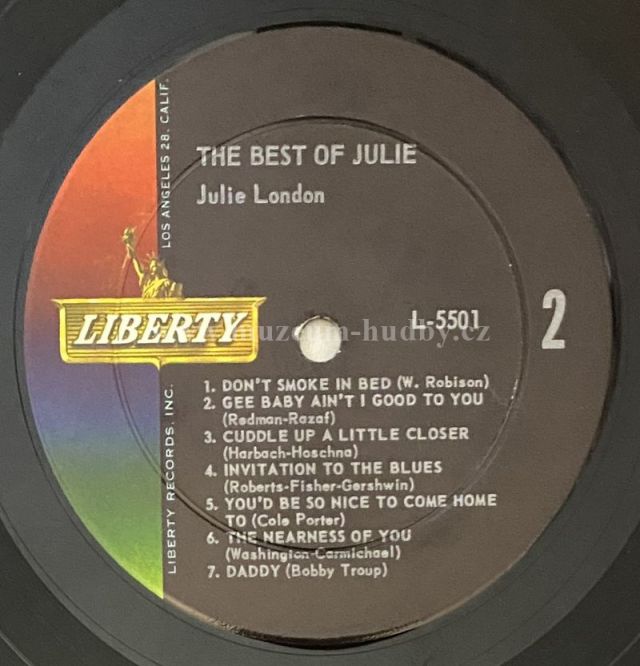 THE BEST OF JULIE
Julie London
LOS ANGELES 28, CALIF.
LIBERTY
LIBERTY RECORDS, INC.
L-5501
2
muzeum-hudby.cz
1. DON'T SMOKE IN BED (W. Robison)
2. GEE BABY AIN'T I GOOD TO YOU
(Redman-Razaf)
3. CUDDLE UP A LITTLE CLOSER
(Harbach-Hoschna)
4. INVITATION TO THE BLUES
(Roberts-Fisher-Gershwin)
5. YOU'D BE SO NICE TO COME HOME
TO (Cole Porter)
6. THE NEARNESS OF YOU
(Washington-Carmichael)
7. DADDY (Bobby Troup)